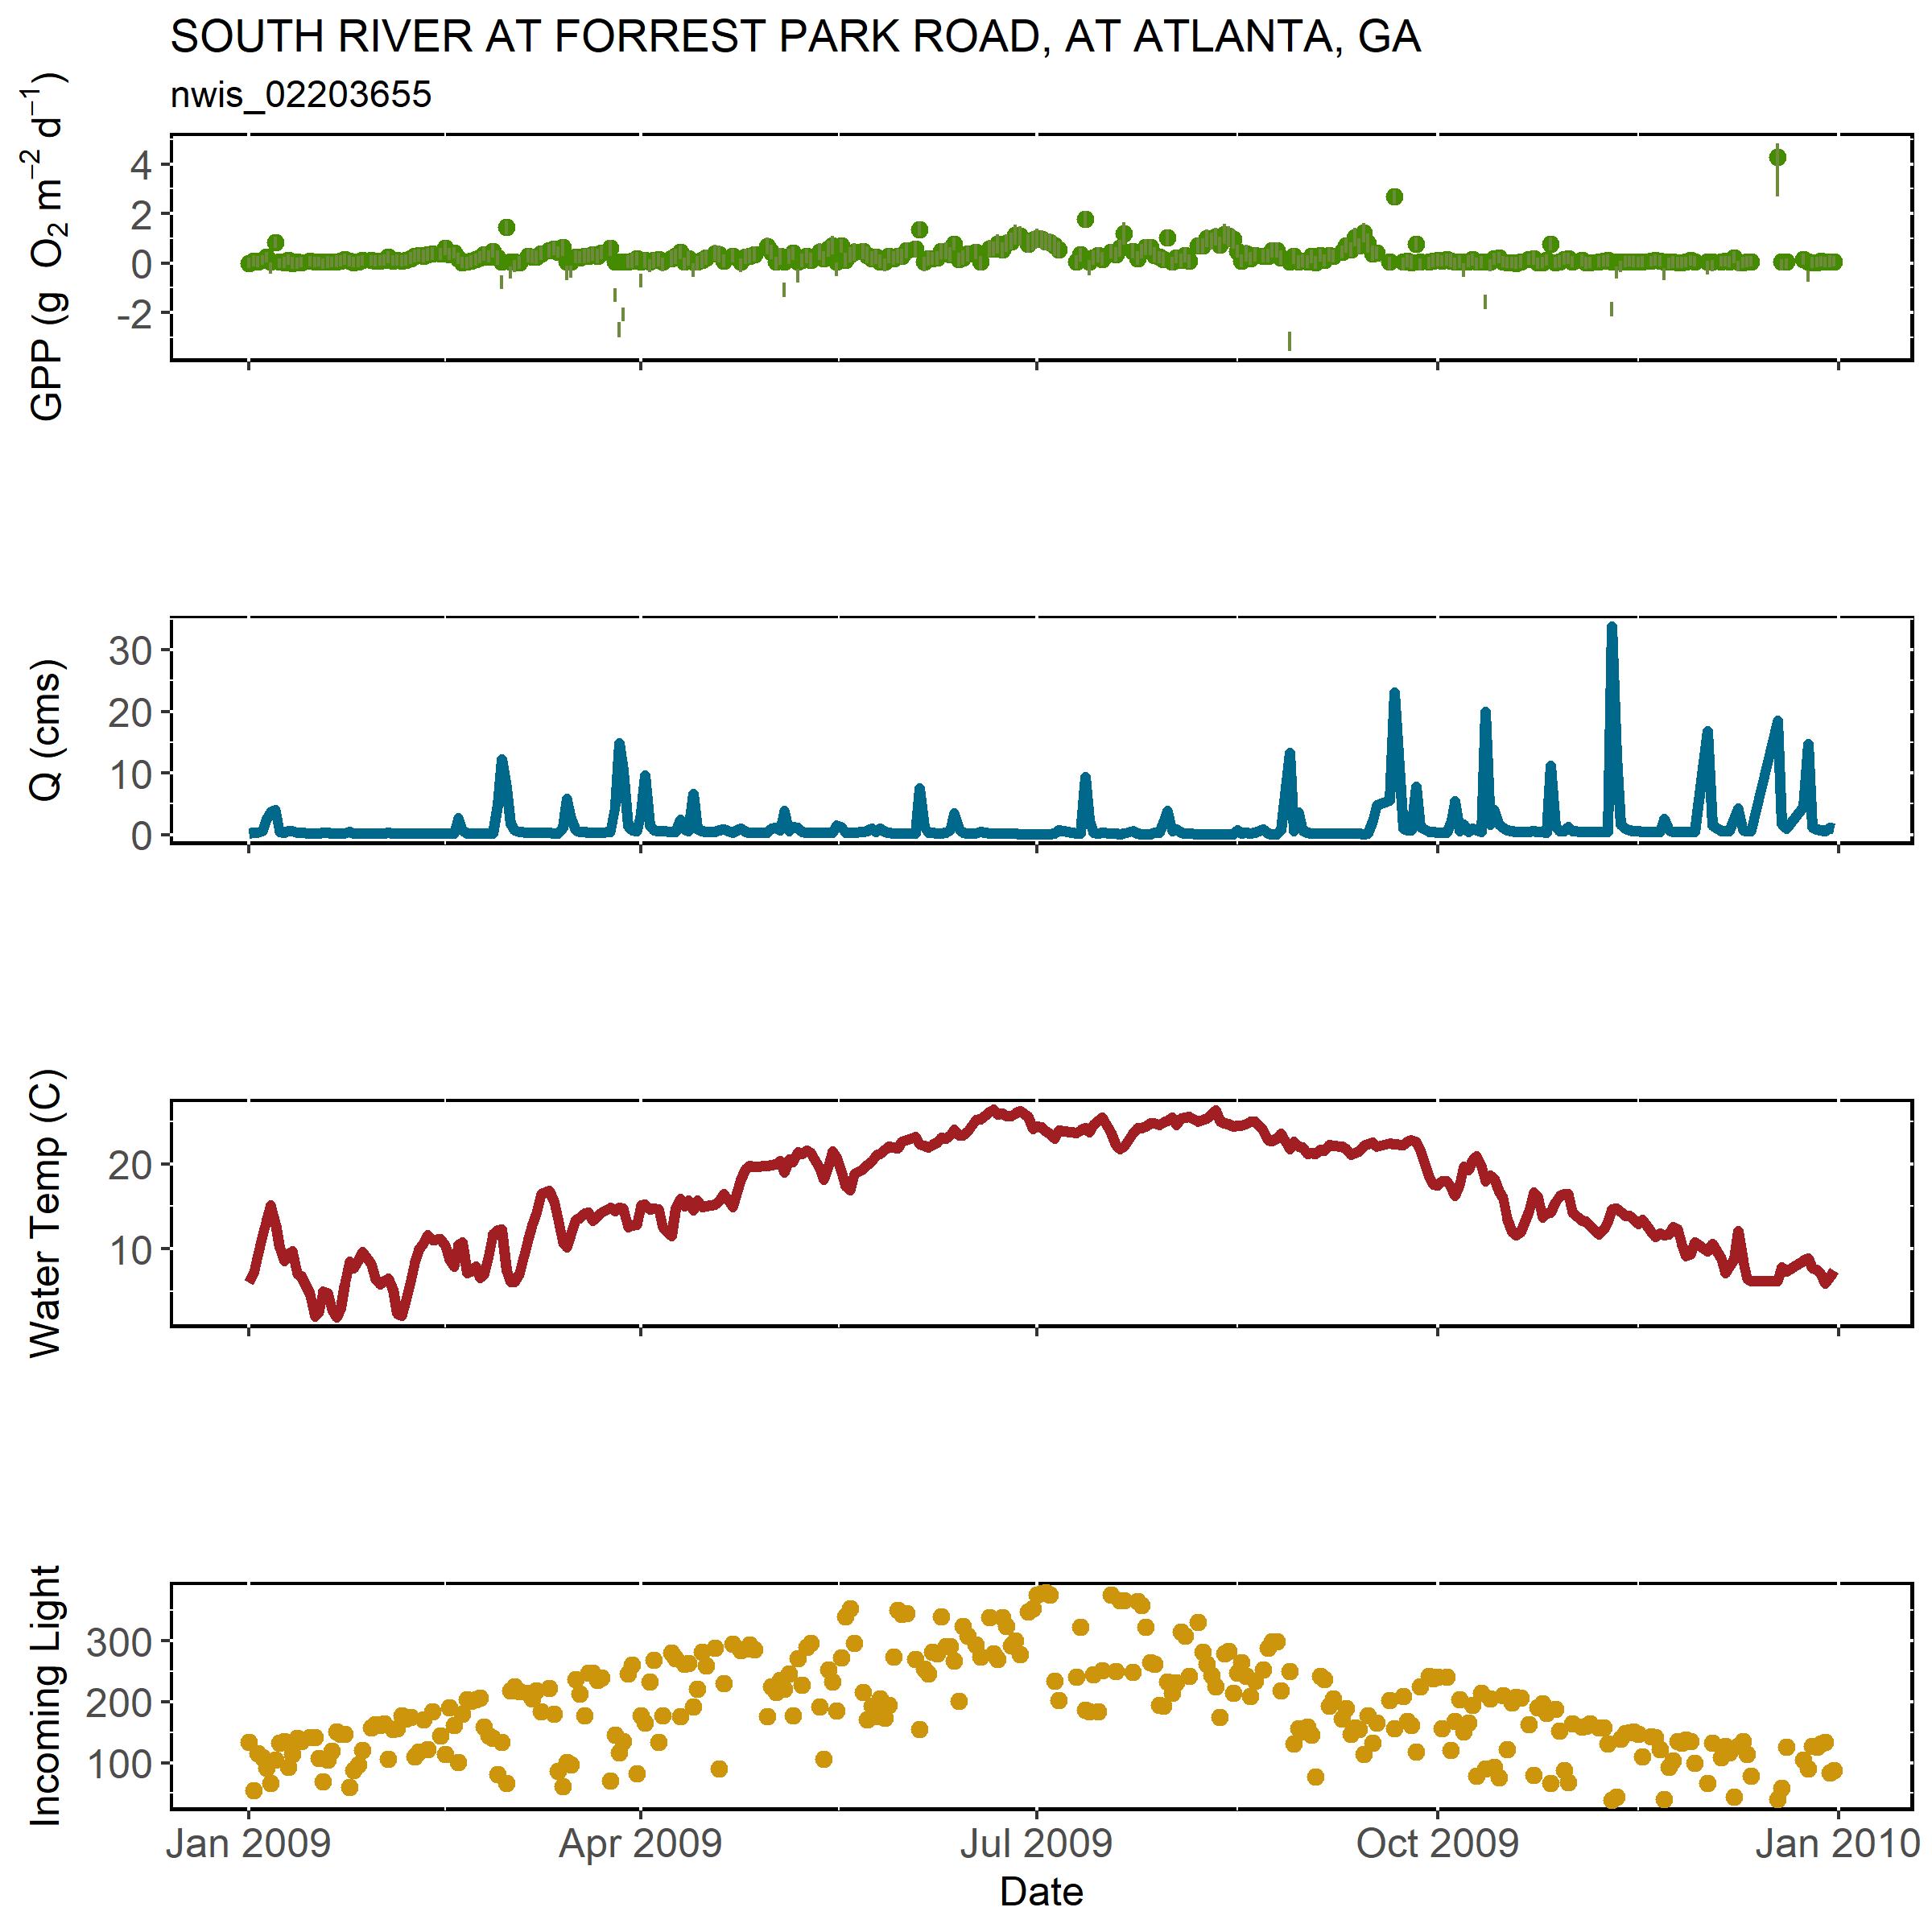 SOUTH RIVER AT FORREST PARK ROAD, AT ATLANTA, GA
nwis_02203655
GPP (g O₂ m⁻² d⁻¹)
4
2
0
-2
Q (cms)
30
20
10
0
Water Temp (C)
20
10
Incoming Light
300
200
100
Jan 2009 Apr 2009 Jul 2009 Oct 2009 Jan 2010
Date